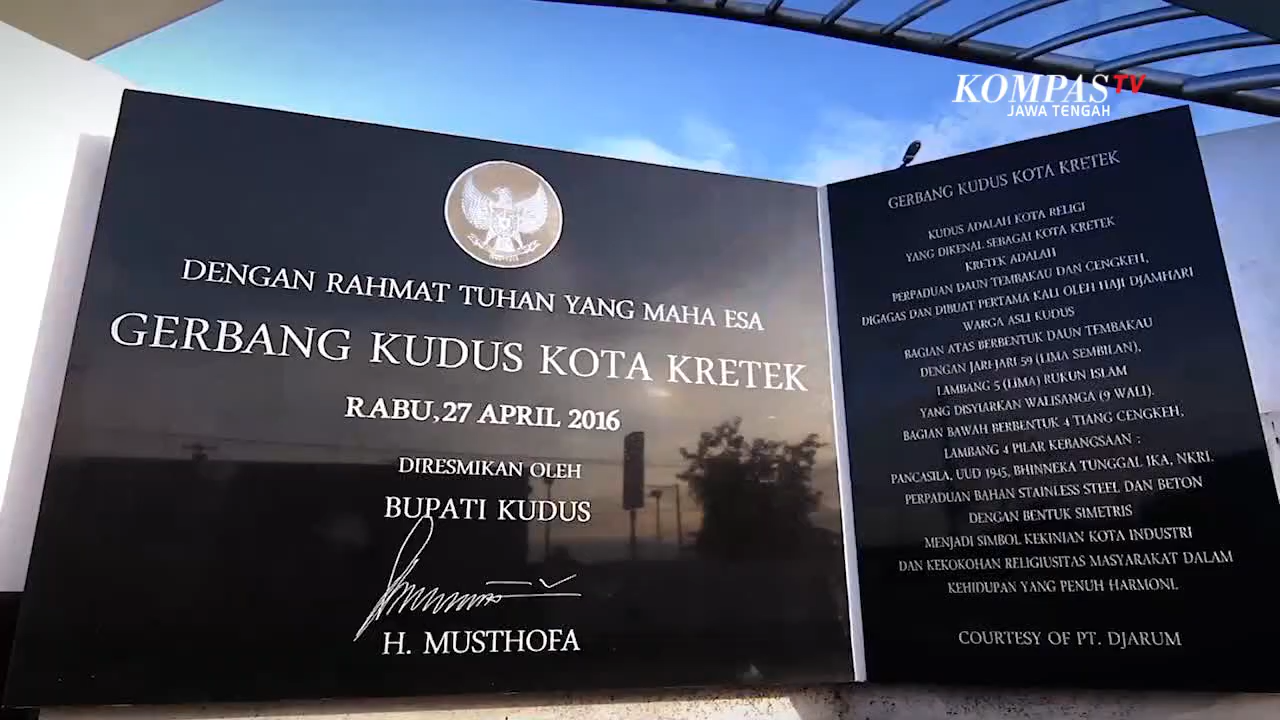 KOMPASTV
JAWA TENGAH
DENGAN RAHMAT TUHAN YANG MAHA ESA
GERBANG KUDUS KOTA KRETEK
RABU,27 APRIL 2016
DIRESMIKAN OLEH
BUPATI KUDUS
H. MUSTHOFA
GERBANG KUDUS KOTA KRETEK
KUDUS ADALAH KOTA RELIGI
YANG DIKENAL SEBAGAI KOTA KRETEK
KRETEK ADALAH
PERPADUAN DAUN TEMBAKAU DAN CENGKEH,
DIGAGAS DAN DIBUAT PERTAMA KALI OLEH HAJI DJAMHARI
WARGA ASLI KUDUS
BAGIAN ATAS BERBENTUK DAUN TEMBAKAU
DENGAN JARI-JARI 59 (LIMA SEMBILAN),
LAMBANG 5 (LIMA) RUKUN ISLAM
YANG DISYIARKAN WALISANGA (9 WALI).
BAGIAN BAWAH BERBENTUK 4 TIANG CENGKEH,
LAMBANG 4 PILAR KEBANGSAAN :
PANCASILA, UUD 1945, BHINNEKA TUNGGAL IKA, NKRI.
PERPADUAN BAHAN STAINLESS STEEL DAN BETON
DENGAN BENTUK SIMETRIS
MENJADI SIMBOL KEKINIAN KOTA INDUSTRI
DAN KEKOKOHAN RELIGIUSITAS MASYARAKAT DALAM
KEHIDUPAN YANG PENUH HARMONI.
COURTESY OF PT. DJARUM